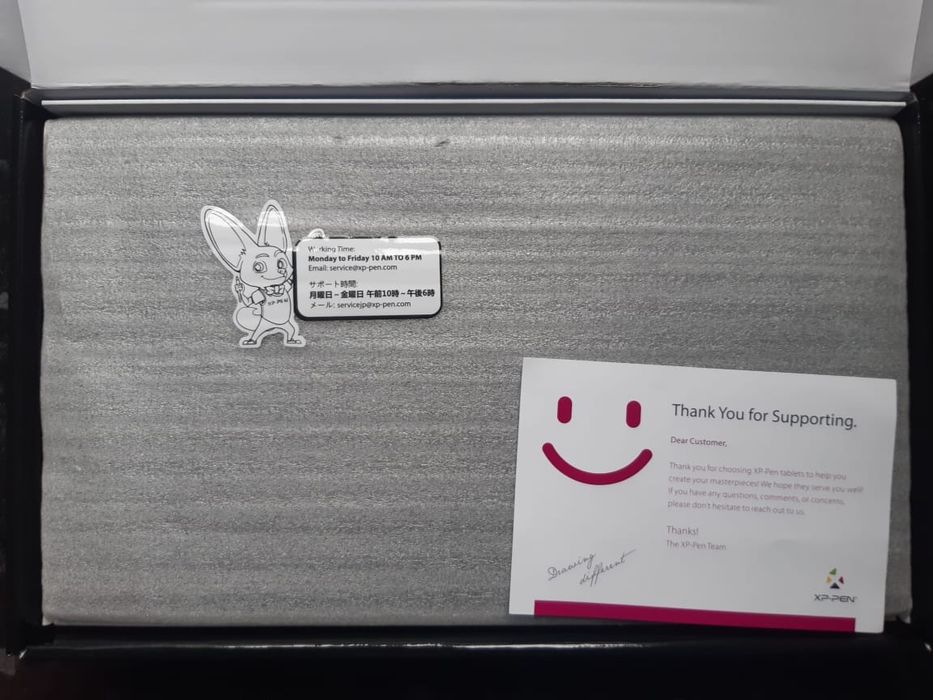 Working Time:
Monday to Friday 10 AM TO 6 PM
Email: service@xp-pen.com
サポート時間:
月曜日－金曜日 午前10時～午後6時
メール: servicejp@xp-pen.com
XP-PEN
Thank You for Supporting.
Dear Customer,
Thank you for choosing XP-Pen tablets to help you
create your masterpieces! We hope they serve you well!
If you have any questions, comments, or concerns,
please don't hesitate to reach out to us.
Thanks!
The XP-Pen Team
Drawing
different
XP-PEN®